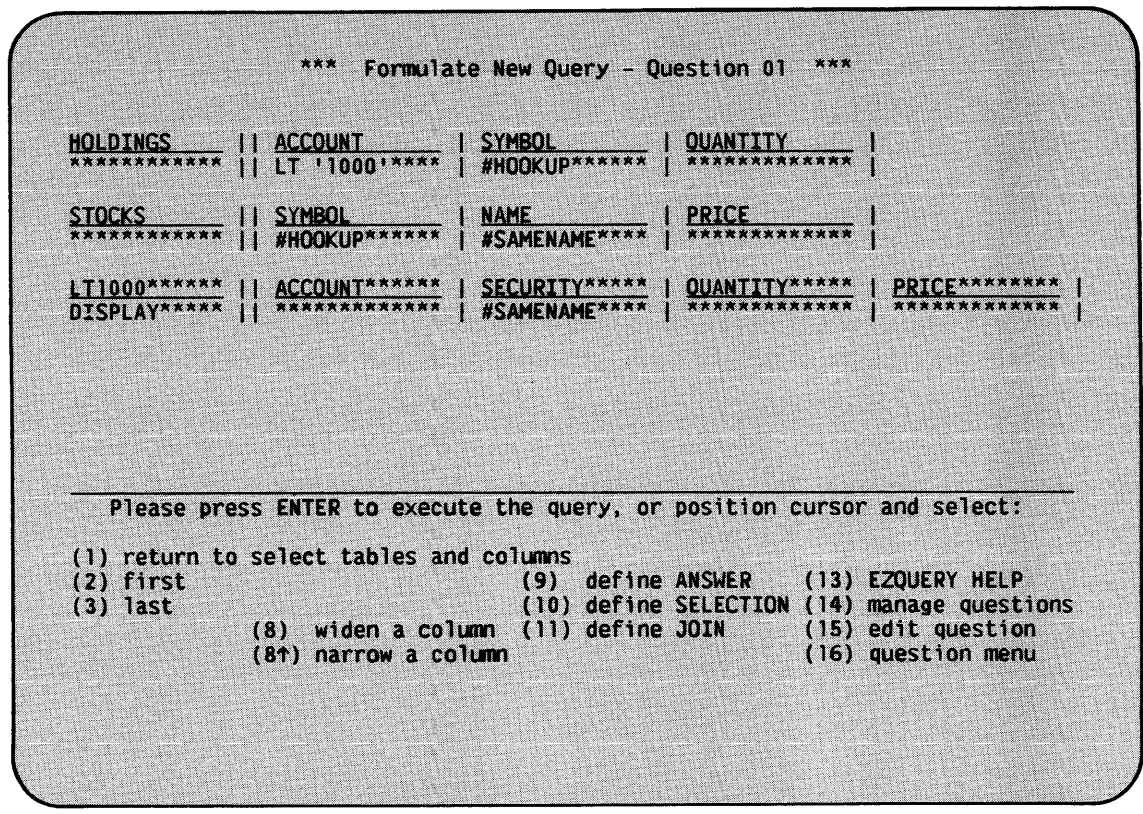 *** Formulate New Query - Question 01 ***
HOLDINGS || ACCOUNT | SYMBOL | QUANTITY |
************ || LT '1000'**** | #HOOKUP****** | ************* |
STOCKS || SYMBOL | NAME | PRICE |
************ || #HOOKUP****** | #SAMENAME**** | ************* |
LT1000****** || ACCOUNT****** | SECURITY***** | QUANTITY***** | PRICE******** |
DISPLAY***** || ************* | #SAMENAME**** | ************* | ************* |
Please press ENTER to execute the query, or position cursor and select:
(1) return to select tables and columns
(2) first (9) define ANSWER (13) EZQUERY HELP
(3) last (10) define SELECTION (14) manage questions
(8) widen a column (11) define JOIN (15) edit question
(8↑) narrow a column (16) question menu